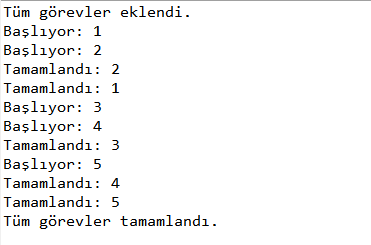 Tüm görevler eklendi.
Başlıyor: 1
Başlıyor: 2
Tamamlandı: 2
Tamamlandı: 1
Başlıyor: 3
Başlıyor: 4
Tamamlandı: 3
Başlıyor: 5
Tamamlandı: 4
Tamamlandı: 5
Tüm görevler tamamlandı.